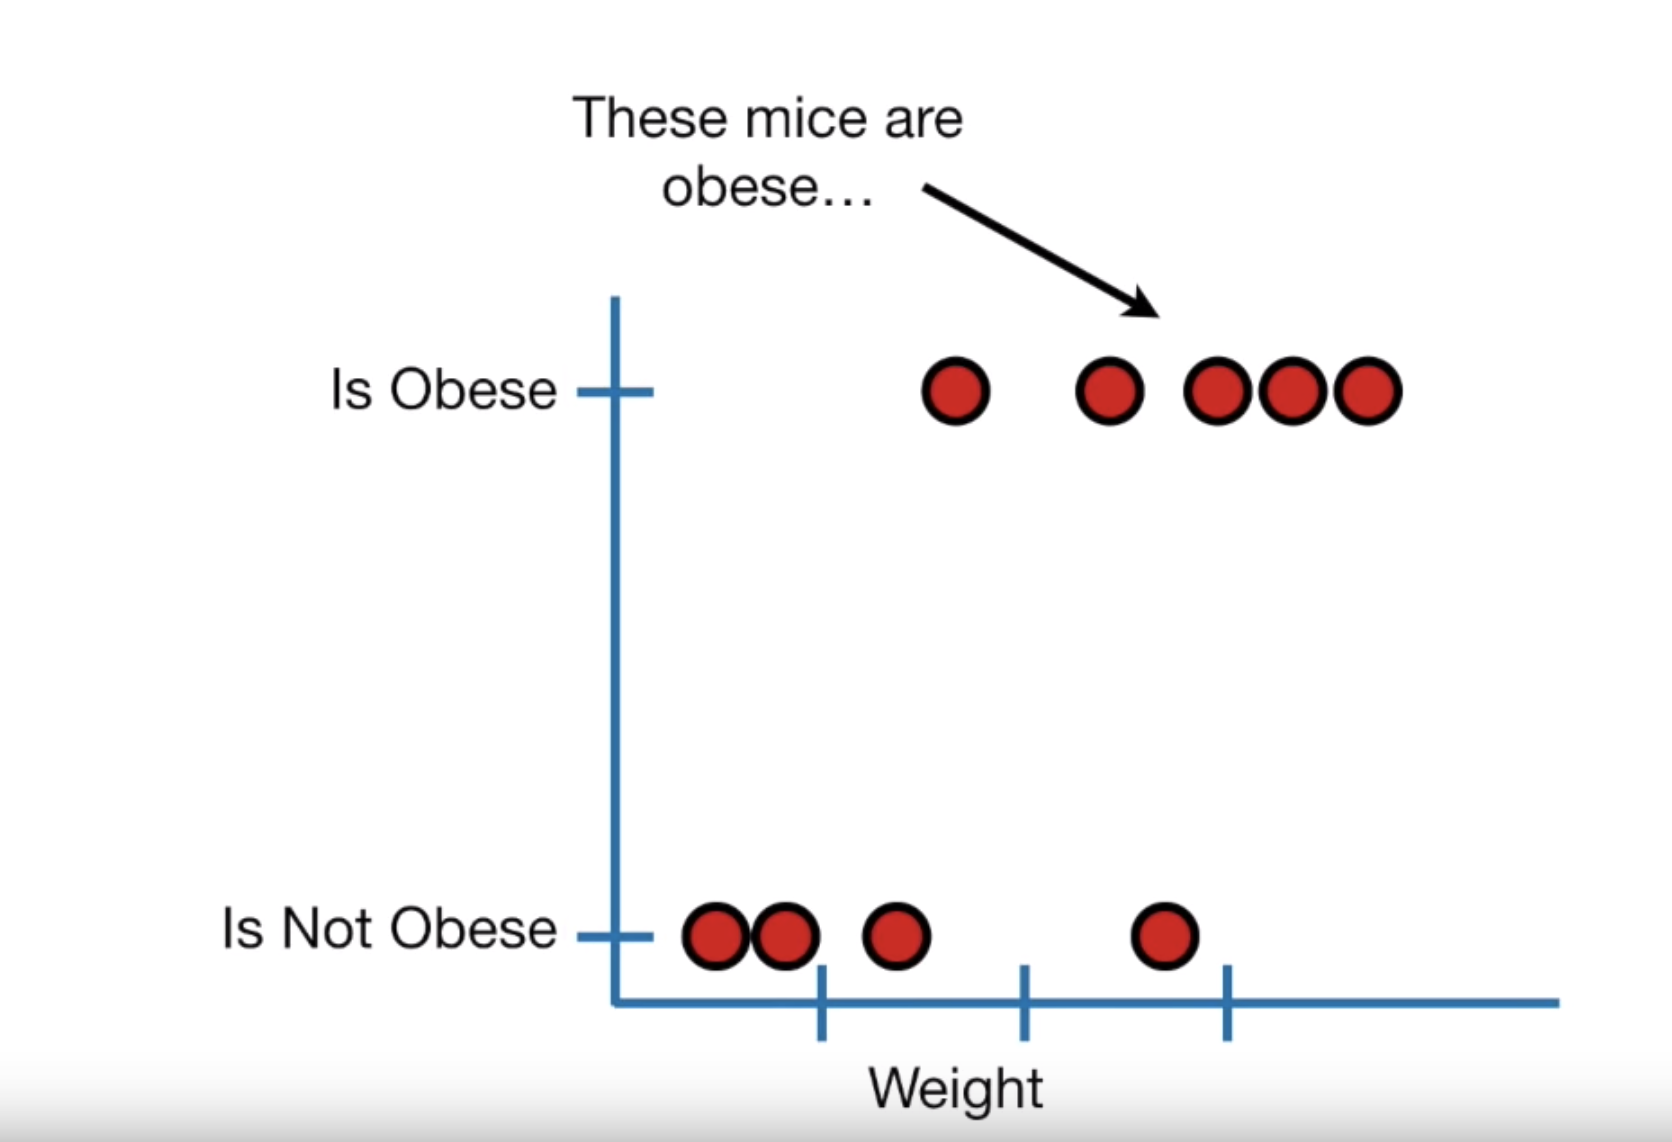 These mice are
obese…
Is Obese
Is Not Obese
Weight